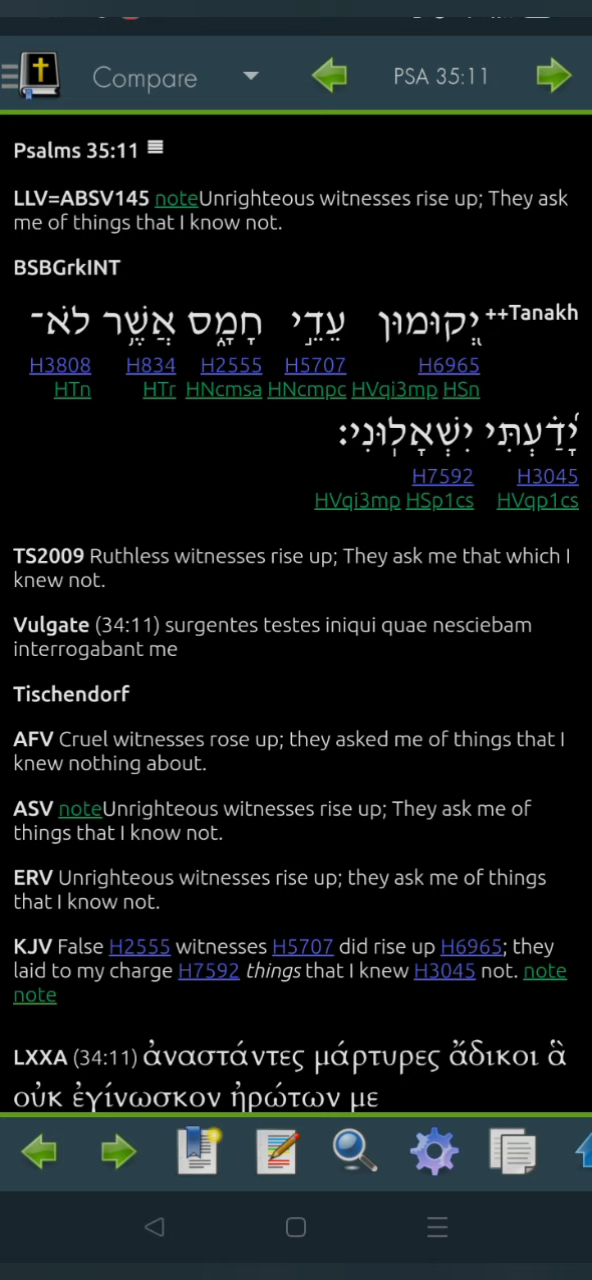 Compare PSA 35:11
Psalms 35:11
LLV=ABSV145 noteUnrighteous witnesses rise up; They ask
me of things that I know not.
BSBGrkINT
++Tanakh יְ֭קוּמוּן עֵדֵ֣י חָמָ֑ס אֲשֶׁ֥ר לֹא־
H3808 H834 H2555 H5707 H6965
HTn HTr HNcmsa HNcmpc HVqi3mp HSn
יָ֝דַ֗עְתִּי יִשְׁאָלֽוּנִי׃
H7592 H3045
HVqi3mp HSp1cs HVqp1cs
TS2009 Ruthless witnesses rise up; They ask me that which I
knew not.
Vulgate (34:11) surgentes testes iniqui quae nesciebam
interrogabant me
Tischendorf
AFV Cruel witnesses rose up; they asked me of things that I
knew nothing about.
ASV noteUnrighteous witnesses rise up; They ask me of
things that I know not.
ERV Unrighteous witnesses rise up; they ask me of things
that I know not.
KJV False H2555 witnesses H5707 did rise up H6965; they
laid to my charge H7592 things that I knew H3045 not. note
note
LXXA (34:11) ἀναστάντες μάρτυρες ἄδικοι ἃ
οὐκ ἐγίνωσκον ἠρώτων με